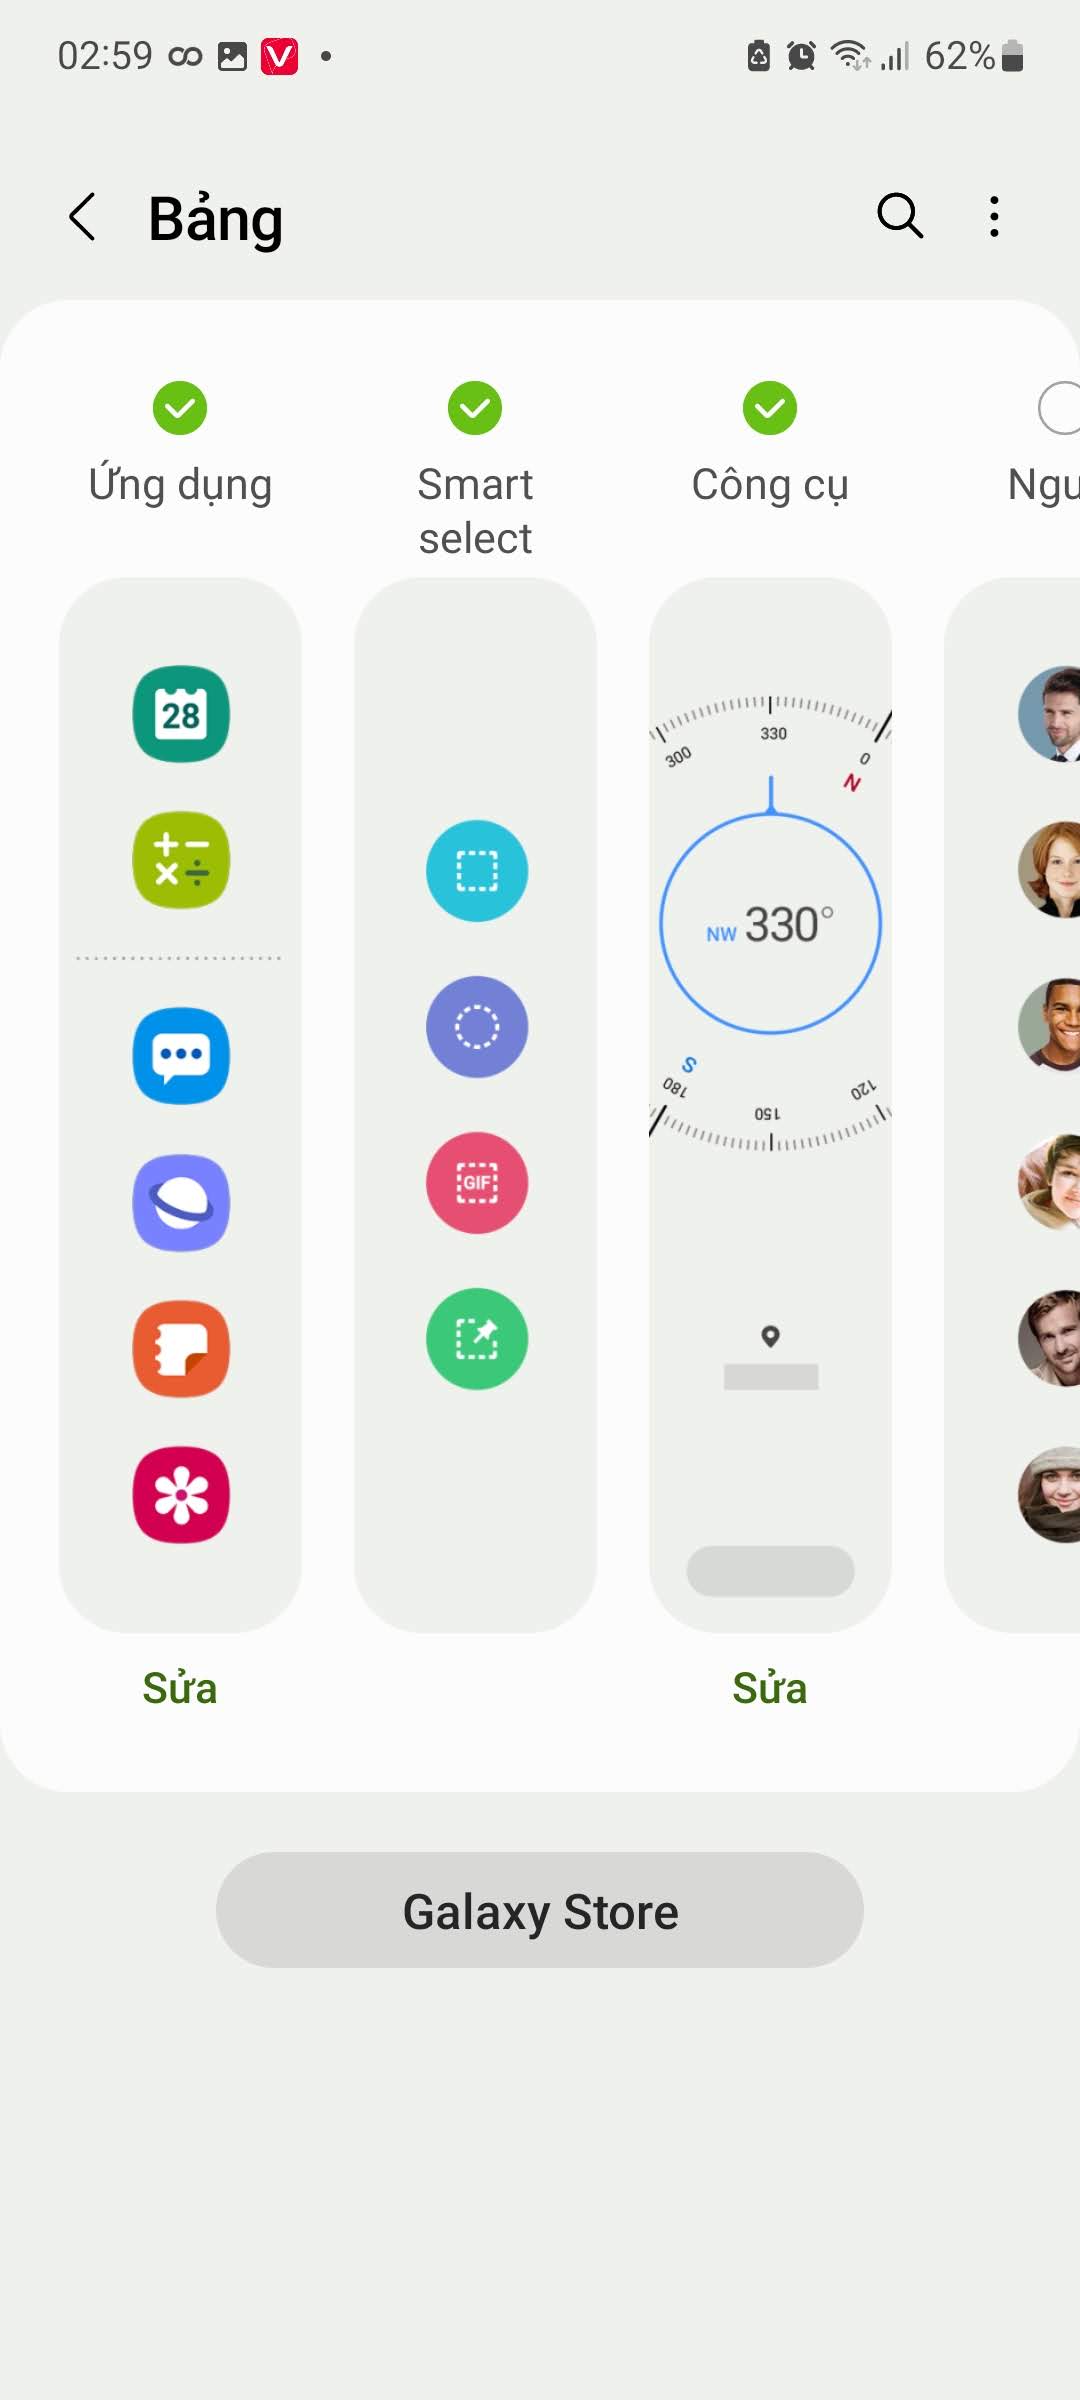 02:59
62%
Bảng
Ứng dụng
Smart select
Công cụ
Ngu
28
GIF
300
330
0
N
NW 330°
S
180
150
120
Sửa
Sửa
Galaxy Store